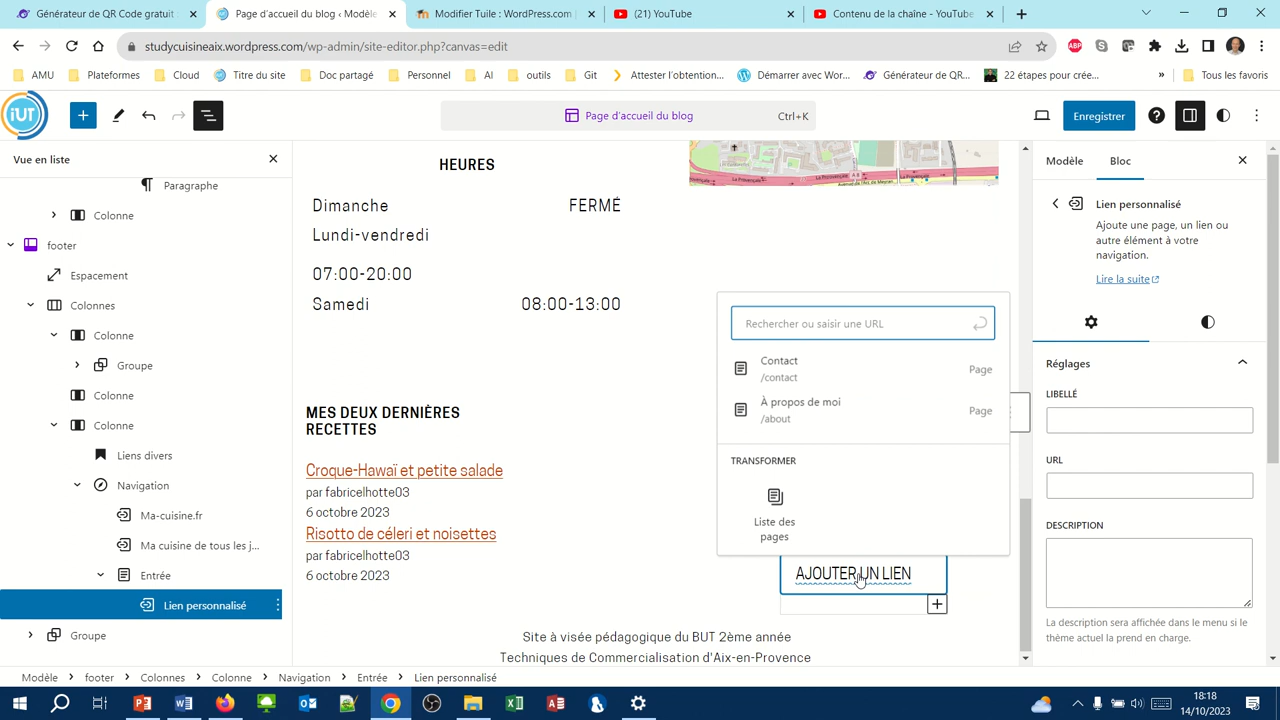 Générateur de QR Code gratuit
Page d'accueil du blog ‹ Modèle
Modifier Tuile : WordPress.com
(21) YouTube
Contenu de la chaîne - YouTube
studycuisineaix.wordpress.com/wp-admin/site-editor.php?canvas=edit
ABP
AMU
Plateformes
Cloud
Titre du site
Doc partagé
Personnel
AI
outils
Git
Attester l'obtention...
Démarrer avec Wor...
Générateur de QR...
22 étapes pour crée...
»
Tous les favoris
iUT
Page d'accueil du blog
Ctrl+K
Enregistrer
Vue en liste
Paragraphe
Colonne
footer
Espacement
Colonnes
Colonne
Groupe
Colonne
Colonne
Liens divers
Navigation
Ma-cuisine.fr
Ma cuisine de tous les j...
Entrée
Lien personnalisé
Groupe
HEURES
Dimanche
FERMÉ
Lundi-vendredi
07:00-20:00
Samedi
08:00-13:00
MES DEUX DERNIÈRES
RECETTES
Croque-Hawaï et petite salade
par fabricelhotte03
6 octobre 2023
Risotto de céleri et noisettes
par fabricelhotte03
6 octobre 2023
Rechercher ou saisir une URL
Contact
/contact
Page
À propos de moi
/about
Page
TRANSFORMER
Liste des
pages
AJOUTER UN LIEN
Site à visée pédagogique du BUT 2ème année
Techniques de Commercialisation d'Aix-en-Provence
Modèle
Bloc
Lien personnalisé
Ajoute une page, un lien ou
autre élément à votre
navigation.
Lire la suite
Réglages
LIBELLÉ
URL
DESCRIPTION
La description sera affichée dans le menu si le
thème actuel la prend en charge.
Modèle › footer › Colonnes › Colonne › Navigation › Entrée › Lien personnalisé
18:18
14/10/2023